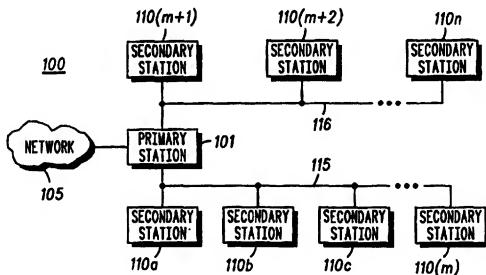 110(m+1)
110(m+2)
110n
100
SECONDARY
STATION
SECONDARY
STATION
SECONDARY
STATION
116
NETWORK
PRIMARY
STATION
101
105
115
SECONDARY
STATION
SECONDARY
STATION
SECONDARY
STATION
SECONDARY
STATION
110a
110b
110c
110(m)